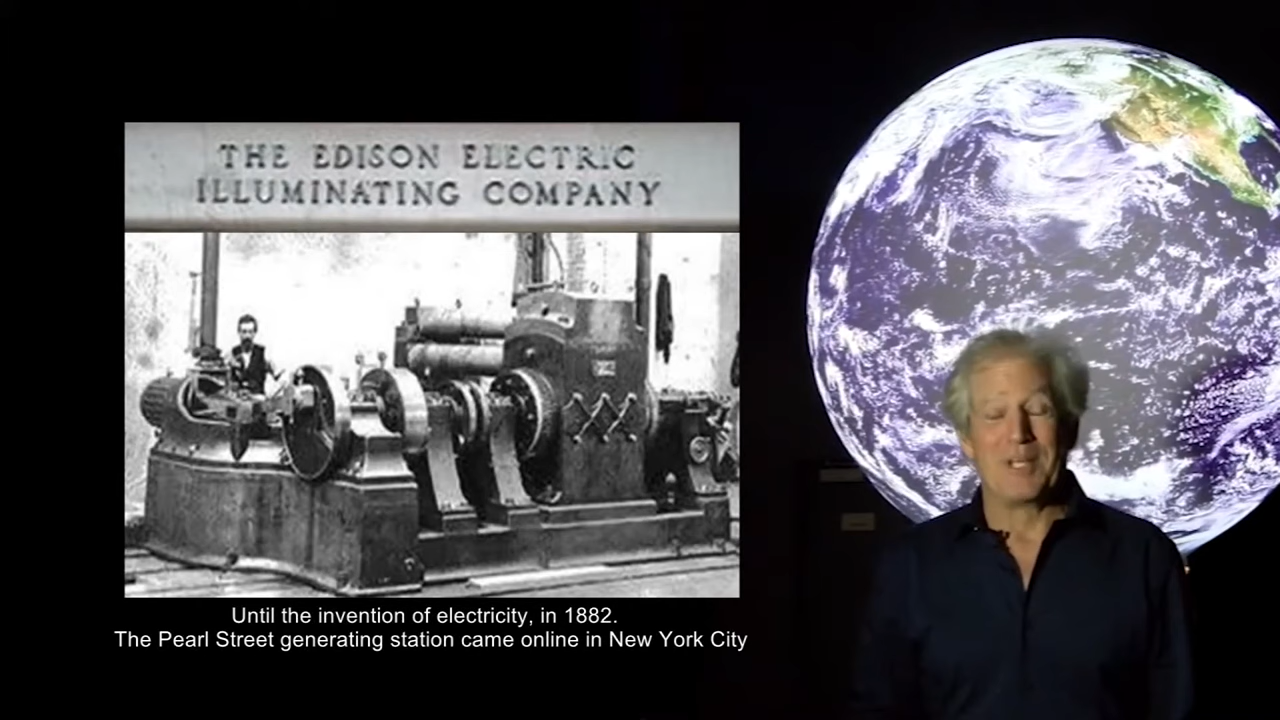 THE EDISON ELECTRIC
ILLUMINATING COMPANY
Until the invention of electricity, in 1882.
The Pearl Street generating station came online in New York City